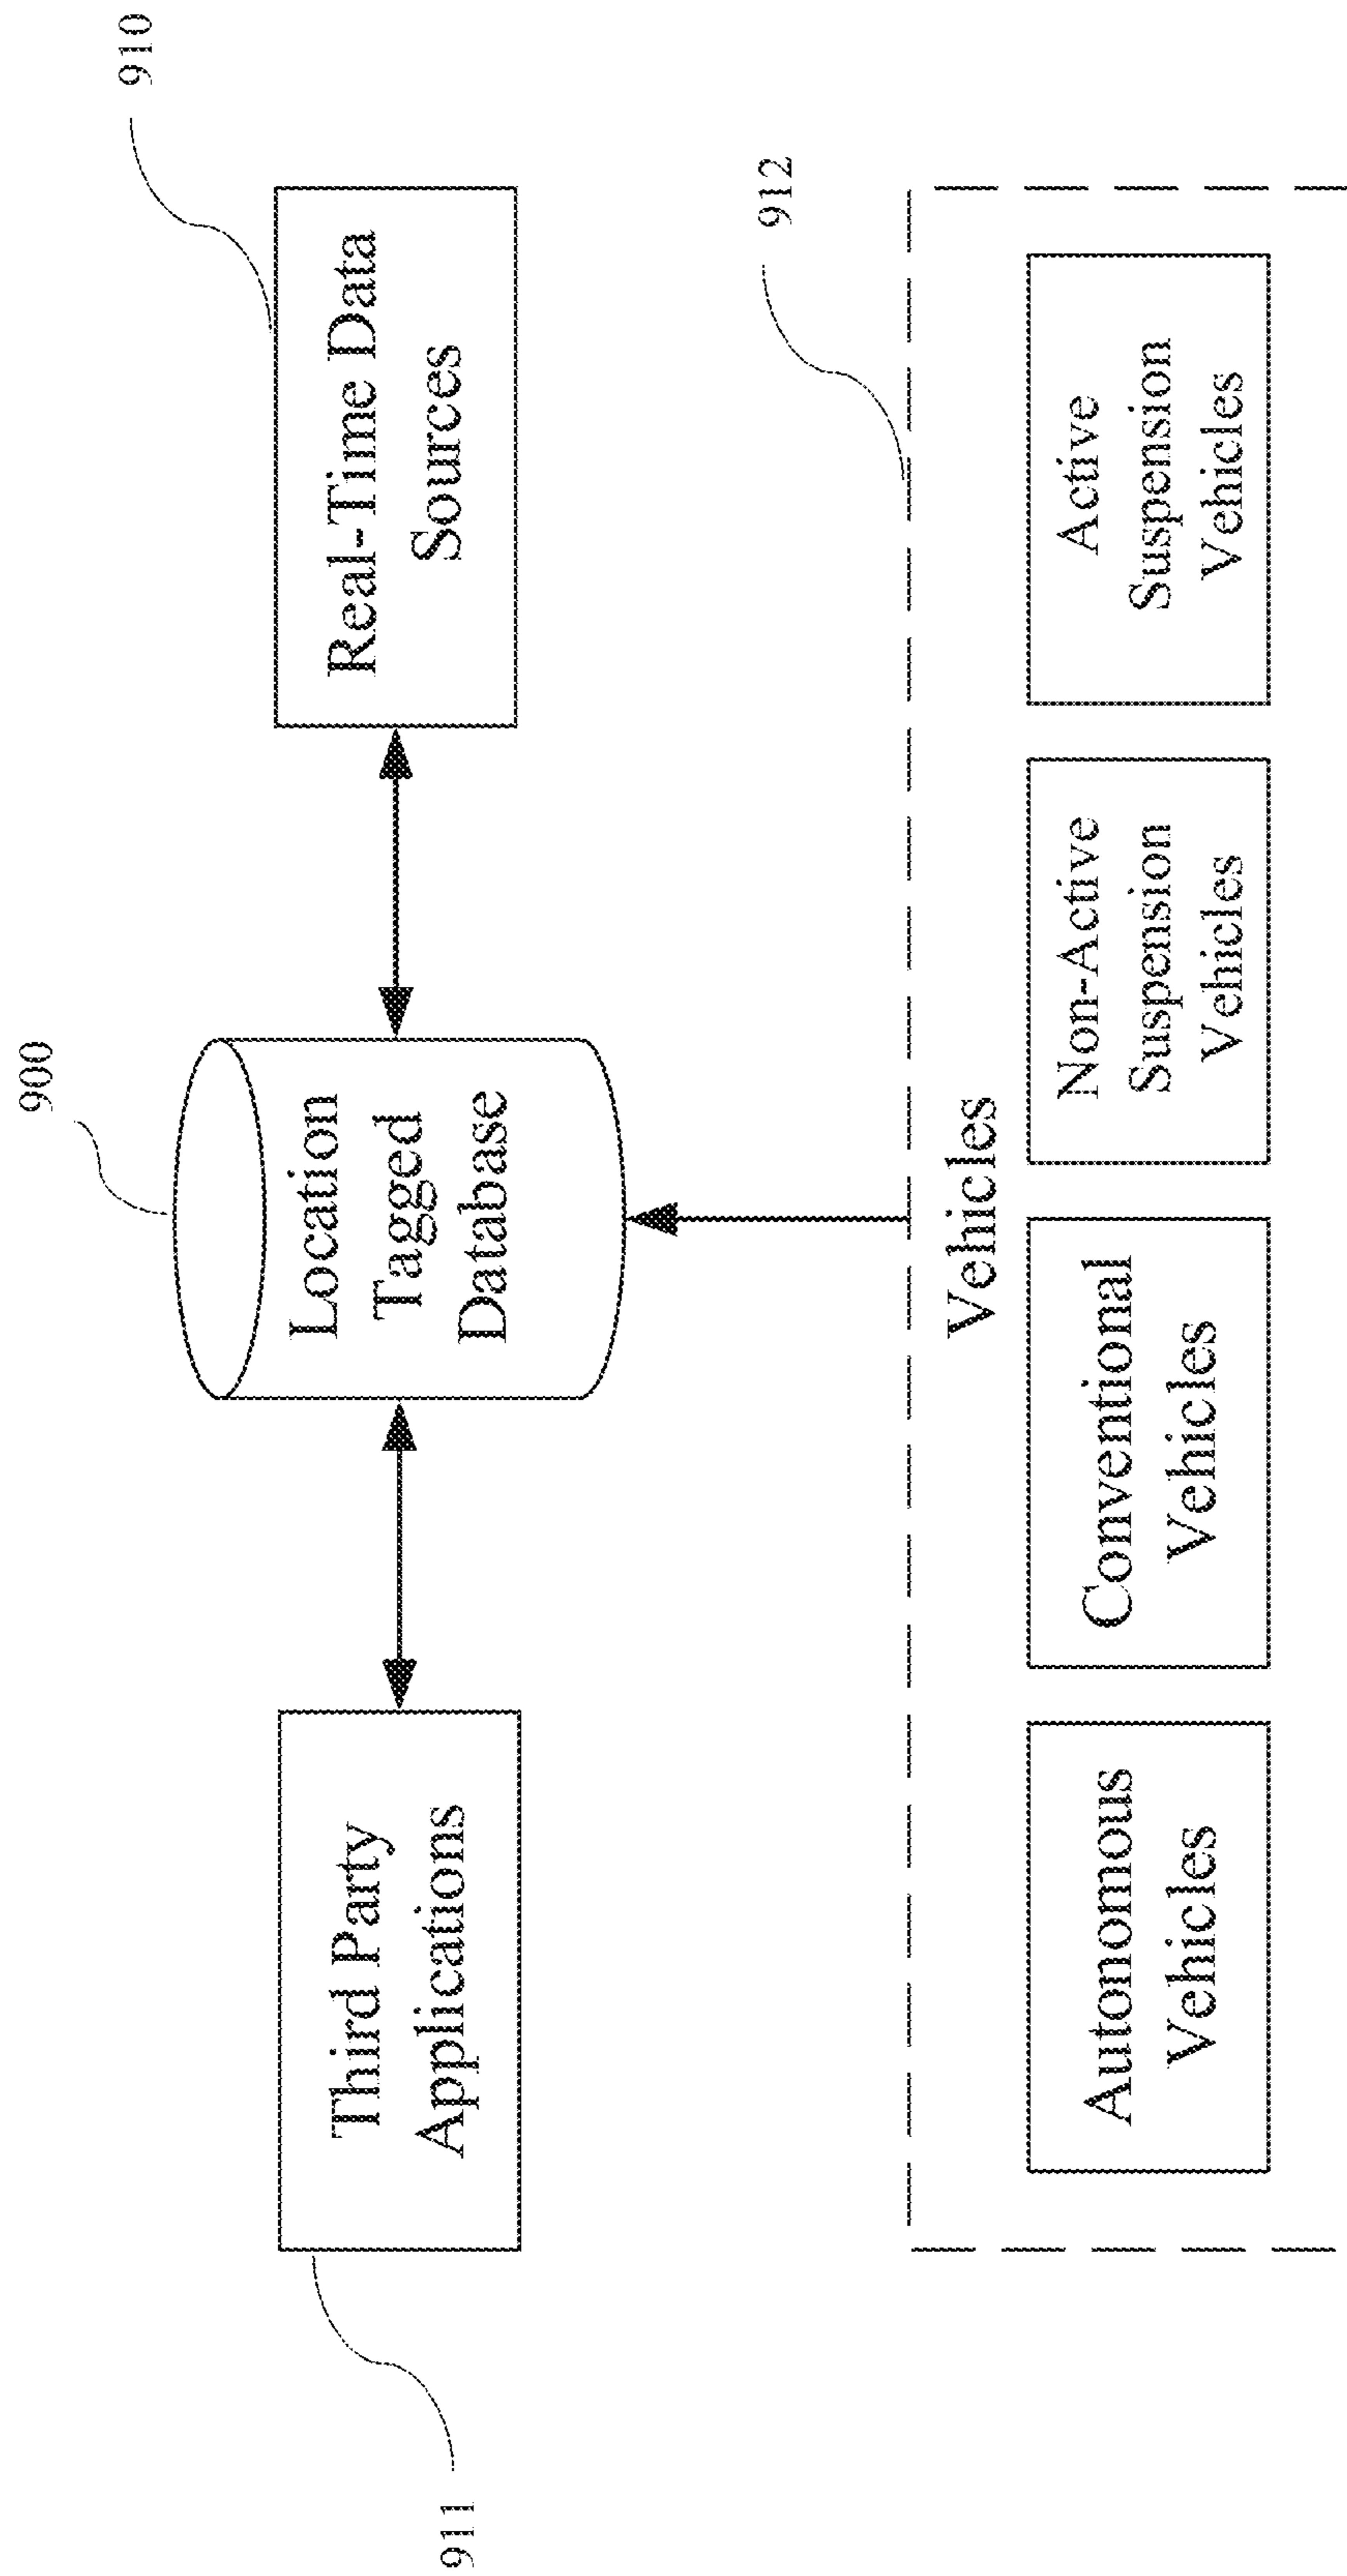 900
910
Third Party
Applications
Location
Tagged
Database
Real-Time Data
Sources
911
912
Vehicles
Autonomous
Vehicles
Conventional
Vehicles
Non-Active
Suspension
Vehicles
Active
Suspension
Vehicles